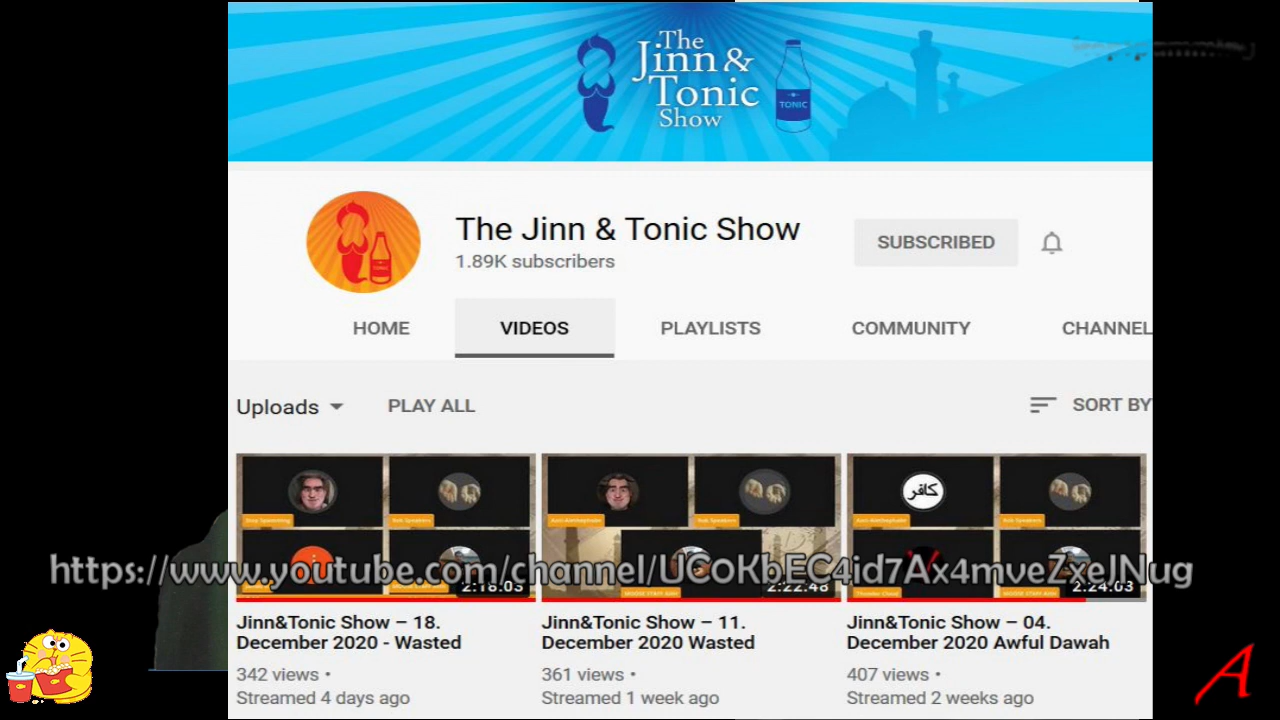 The
Jinn &
Tonic
Show
TONIC
The Jinn & Tonic Show
1.89K subscribers
SUBSCRIBED
TONIC
HOME VIDEOS PLAYLISTS COMMUNITY CHANNEL
Uploads PLAY ALL SORT BY
كافر
https://www.youtube.com/channel/UCoKbEC4id7Ax4mveZxeJNug
2:18:03 2:22:48 2:24:03
Jinn&Tonic Show – 18. December 2020 - Wasted
342 views •
Streamed 4 days ago
Jinn&Tonic Show – 11. December 2020 Wasted
361 views •
Streamed 1 week ago
Jinn&Tonic Show – 04. December 2020 Awful Dawah
407 views •
Streamed 2 weeks ago
A